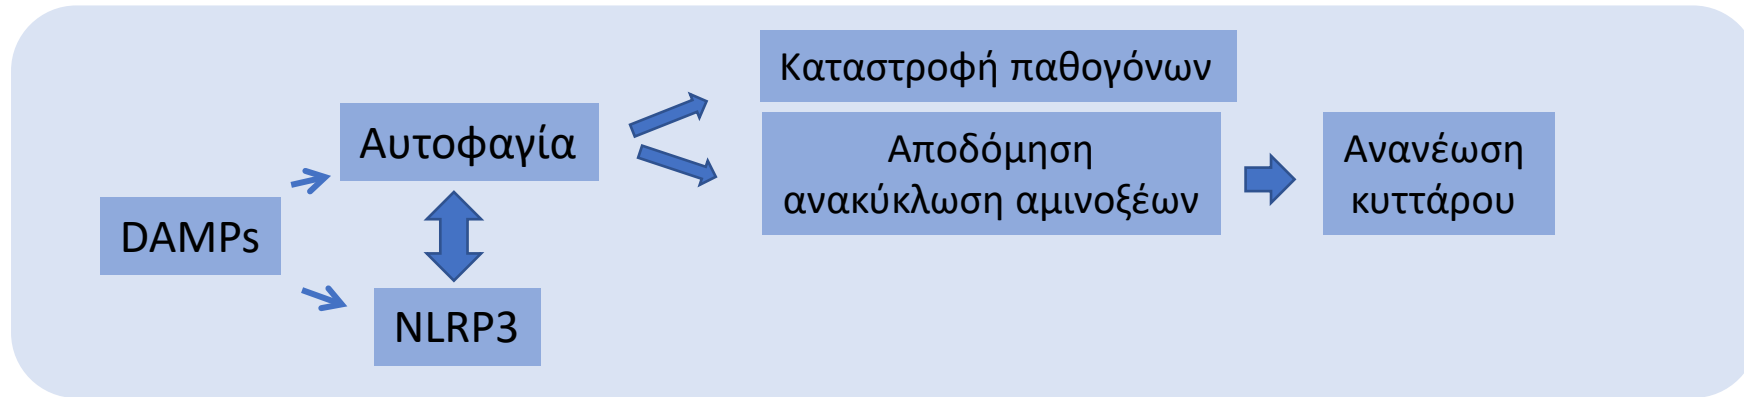 Καταστροφή παθογόνων
Αυτοφαγία
Αποδόμηση
ανακύκλωση αμινοξέων
Ανανέωση
κυττάρου
DAMPs
NLRP3